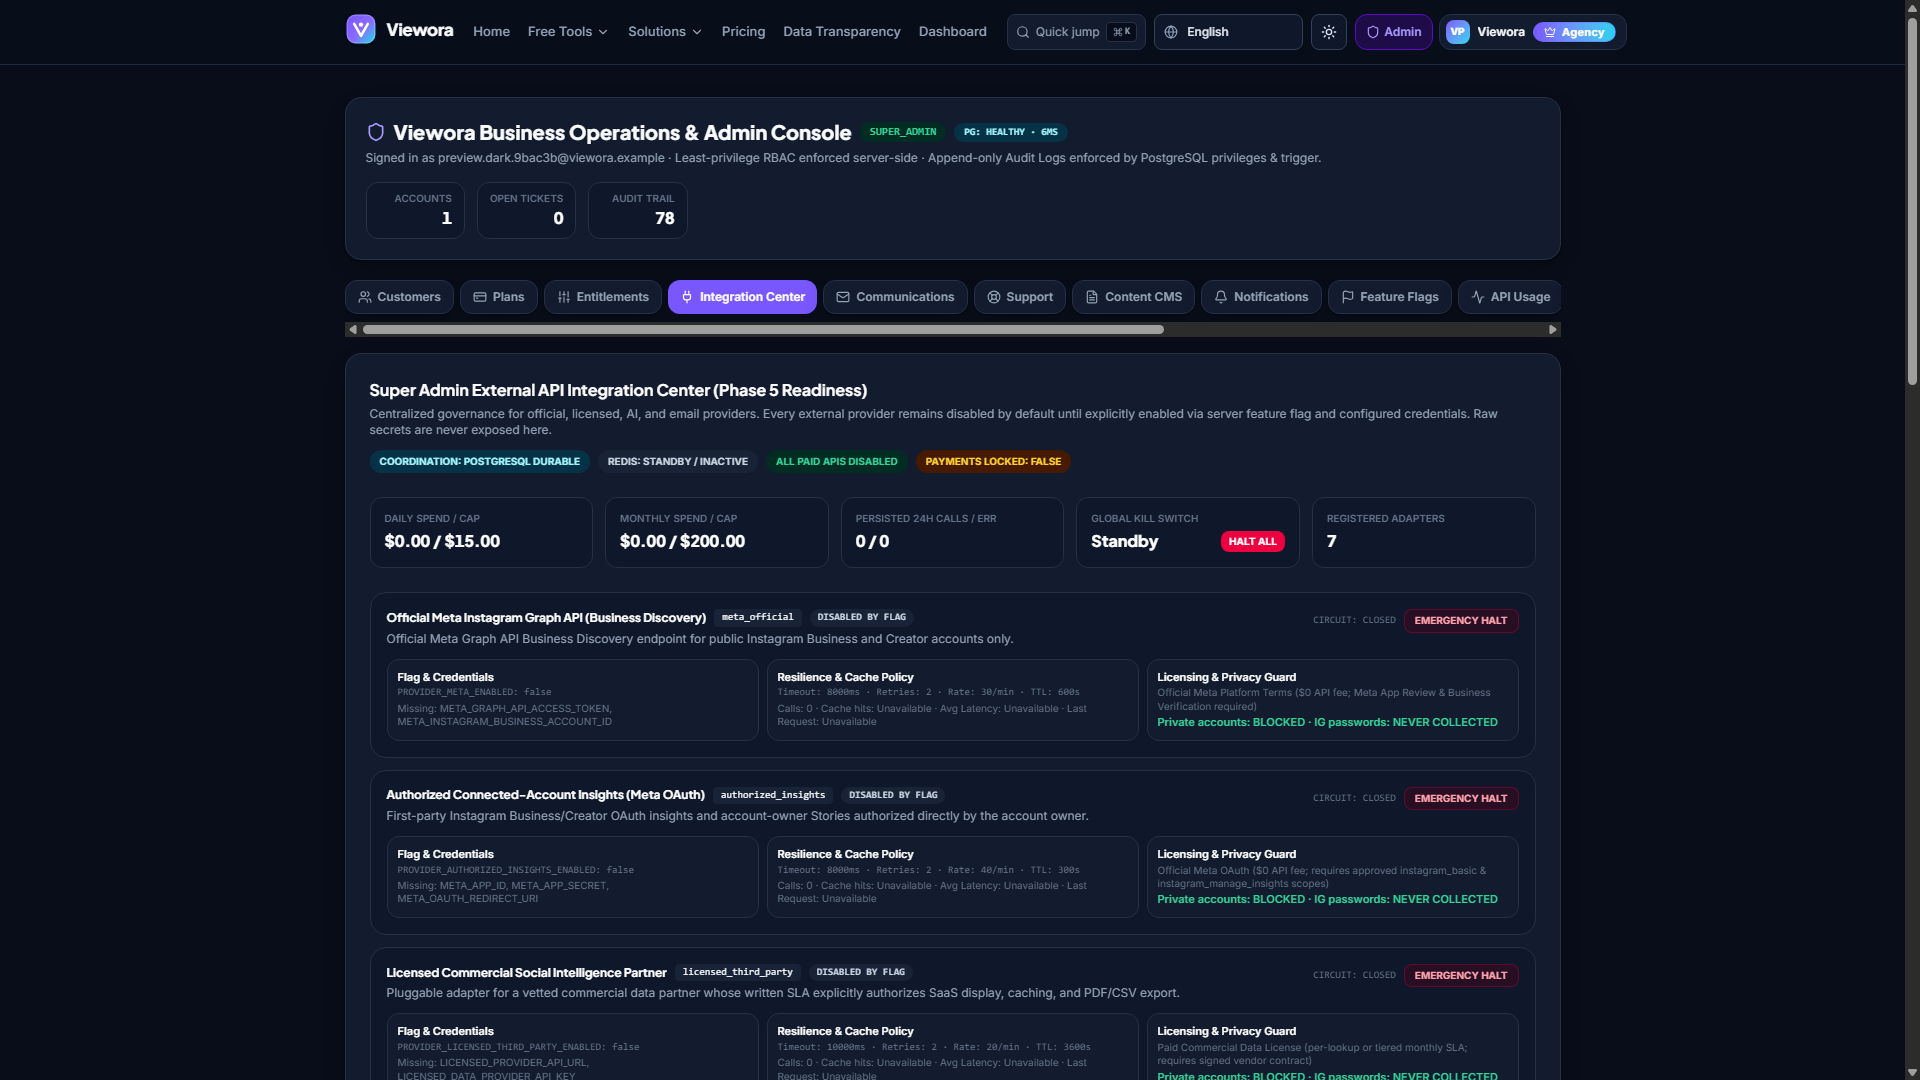 Viewora
Home
Free Tools
Solutions
Pricing
Data Transparency
Dashboard
Quick jump ⌘K
English
Admin
VP Viewora Agency
Viewora Business Operations & Admin Console SUPER_ADMIN PG: HEALTHY · 6MS
Signed in as preview.dark.9bac3b@viewora.example · Least-privilege RBAC enforced server-side · Append-only Audit Logs enforced by PostgreSQL privileges & trigger.
ACCOUNTS
1
OPEN TICKETS
0
AUDIT TRAIL
78
Customers
Plans
Entitlements
Integration Center
Communications
Support
Content CMS
Notifications
Feature Flags
API Usage
Super Admin External API Integration Center (Phase 5 Readiness)
Centralized governance for official, licensed, AI, and email providers. Every external provider remains disabled by default until explicitly enabled via server feature flag and configured credentials. Raw
secrets are never exposed here.
COORDINATION: POSTGRESQL DURABLE
REDIS: STANDBY / INACTIVE
ALL PAID APIS DISABLED
PAYMENTS LOCKED: FALSE
DAILY SPEND / CAP
$0.00 / $15.00
MONTHLY SPEND / CAP
$0.00 / $200.00
PERSISTED 24H CALLS / ERR
0 / 0
GLOBAL KILL SWITCH
Standby HALT ALL
REGISTERED ADAPTERS
7
Official Meta Instagram Graph API (Business Discovery) meta_official DISABLED BY FLAG
CIRCUIT: CLOSED EMERGENCY HALT
Official Meta Graph API Business Discovery endpoint for public Instagram Business and Creator accounts only.
Flag & Credentials
PROVIDER_META_ENABLED: false
Missing: META_GRAPH_API_ACCESS_TOKEN,
META_INSTAGRAM_BUSINESS_ACCOUNT_ID
Resilience & Cache Policy
Timeout: 8000ms · Retries: 2 · Rate: 30/min · TTL: 600s
Calls: 0 · Cache hits: Unavailable · Avg Latency: Unavailable · Last
Request: Unavailable
Licensing & Privacy Guard
Official Meta Platform Terms ($0 API fee; Meta App Review & Business
Verification required)
Private accounts: BLOCKED · IG passwords: NEVER COLLECTED
Authorized Connected-Account Insights (Meta OAuth) authorized_insights DISABLED BY FLAG
CIRCUIT: CLOSED EMERGENCY HALT
First-party Instagram Business/Creator OAuth insights and account-owner Stories authorized directly by the account owner.
Flag & Credentials
PROVIDER_AUTHORIZED_INSIGHTS_ENABLED: false
Missing: META_APP_ID, META_APP_SECRET,
META_OAUTH_REDIRECT_URI
Resilience & Cache Policy
Timeout: 8000ms · Retries: 2 · Rate: 40/min · TTL: 300s
Calls: 0 · Cache hits: Unavailable · Avg Latency: Unavailable · Last
Request: Unavailable
Licensing & Privacy Guard
Official Meta OAuth ($0 API fee; requires approved instagram_basic &
instagram_manage_insights scopes)
Private accounts: BLOCKED · IG passwords: NEVER COLLECTED
Licensed Commercial Social Intelligence Partner licensed_third_party DISABLED BY FLAG
CIRCUIT: CLOSED EMERGENCY HALT
Pluggable adapter for a vetted commercial data partner whose written SLA explicitly authorizes SaaS display, caching, and PDF/CSV export.
Flag & Credentials
PROVIDER_LICENSED_THIRD_PARTY_ENABLED: false
Missing: LICENSED_PROVIDER_API_URL,
LICENSED_DATA_PROVIDER_API_KEY
Resilience & Cache Policy
Timeout: 10000ms · Retries: 2 · Rate: 20/min · TTL: 3600s
Calls: 0 · Cache hits: Unavailable · Avg Latency: Unavailable · Last
Request: Unavailable
Licensing & Privacy Guard
Paid Commercial Data License (per-lookup or tiered monthly SLA;
requires signed vendor contract)
Private accounts: BLOCKED · IG passwords: NEVER COLLECTED